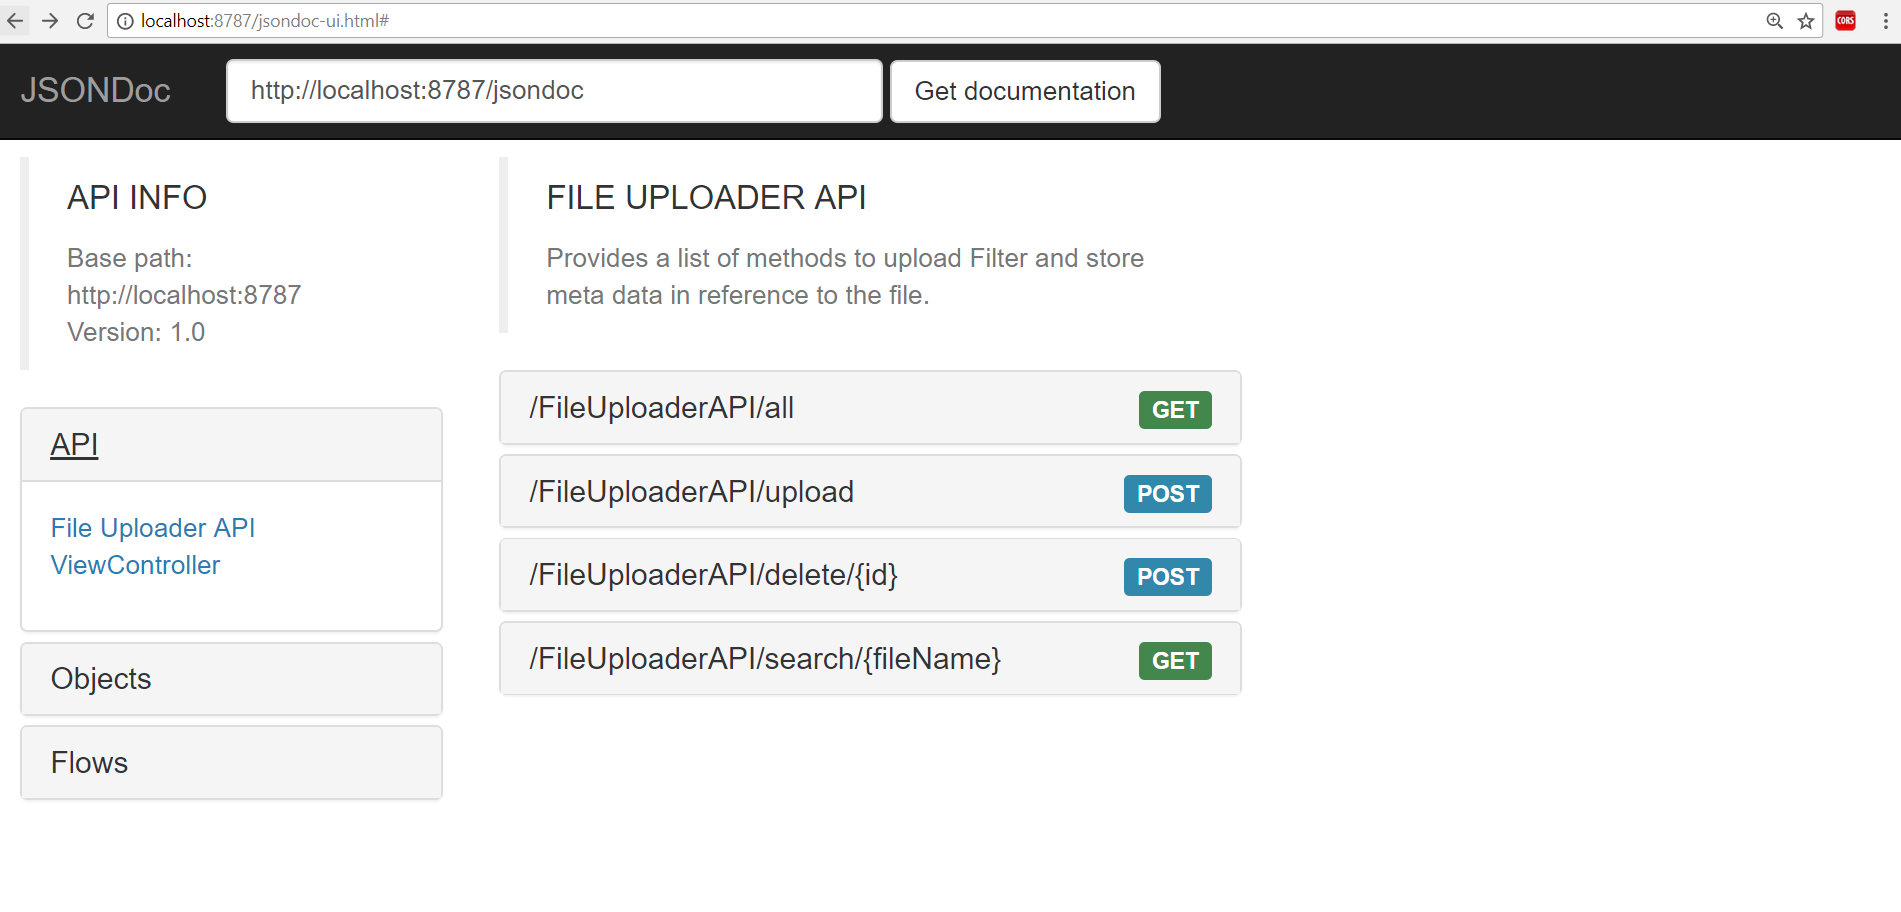 localhost:8787/jsondoc-ui.html#
CORS
JSONDoc
http://localhost:8787/jsondoc
Get documentation
API INFO
Base path:
http://localhost:8787
Version: 1.0
API
File Uploader API
ViewController
Objects
Flows
FILE UPLOADER API
Provides a list of methods to upload Filter and store
meta data in reference to the file.
/FileUploaderAPI/all GET
/FileUploaderAPI/upload POST
/FileUploaderAPI/delete/{id} POST
/FileUploaderAPI/search/{fileName} GET